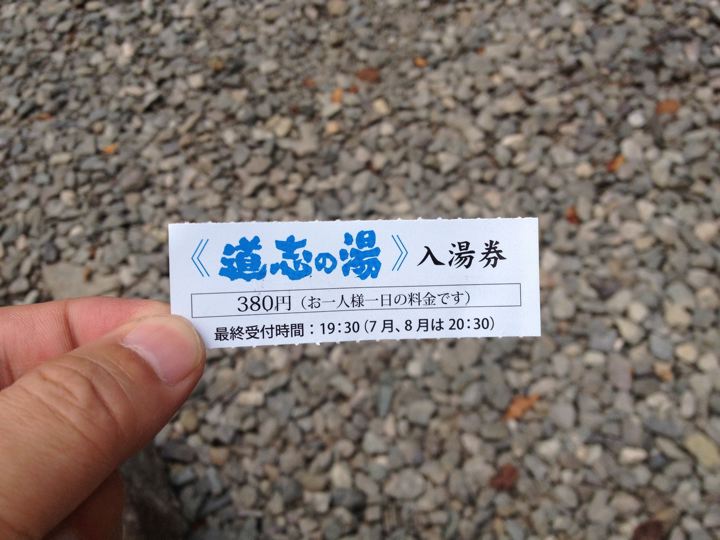 《道志の湯》入湯券
380円（お一人様一日の料金です）
最終受付時間：19:30（7月、8月は20:30）